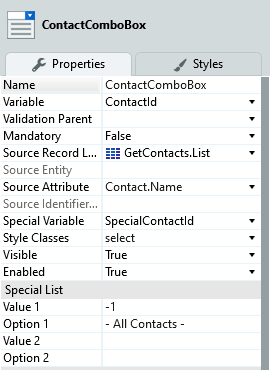 ContactComboBox
Properties
Styles
Name ContactComboBox
Variable ContactId
Validation Parent
Mandatory False
Source Record L... GetContacts.List
Source Entity
Source Attribute Contact.Name
Source Identifier...
Special Variable SpecialContactId
Style Classes select
Visible True
Enabled True
Special List
Value 1 -1
Option 1 - All Contacts -
Value 2
Option 2